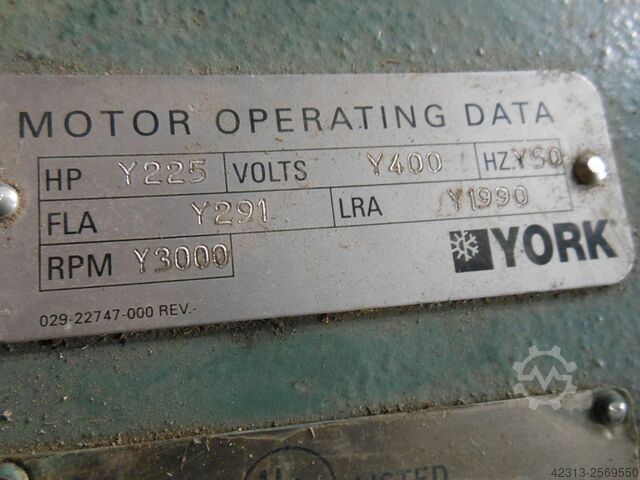 MOTOR OPERATING DATA
HP Y225 VOLTS Y400 HZ.Y50
FLA Y291 LRA Y1990
RPM Y3000 YORK
029-22747-000 REV.-
42313-2569550